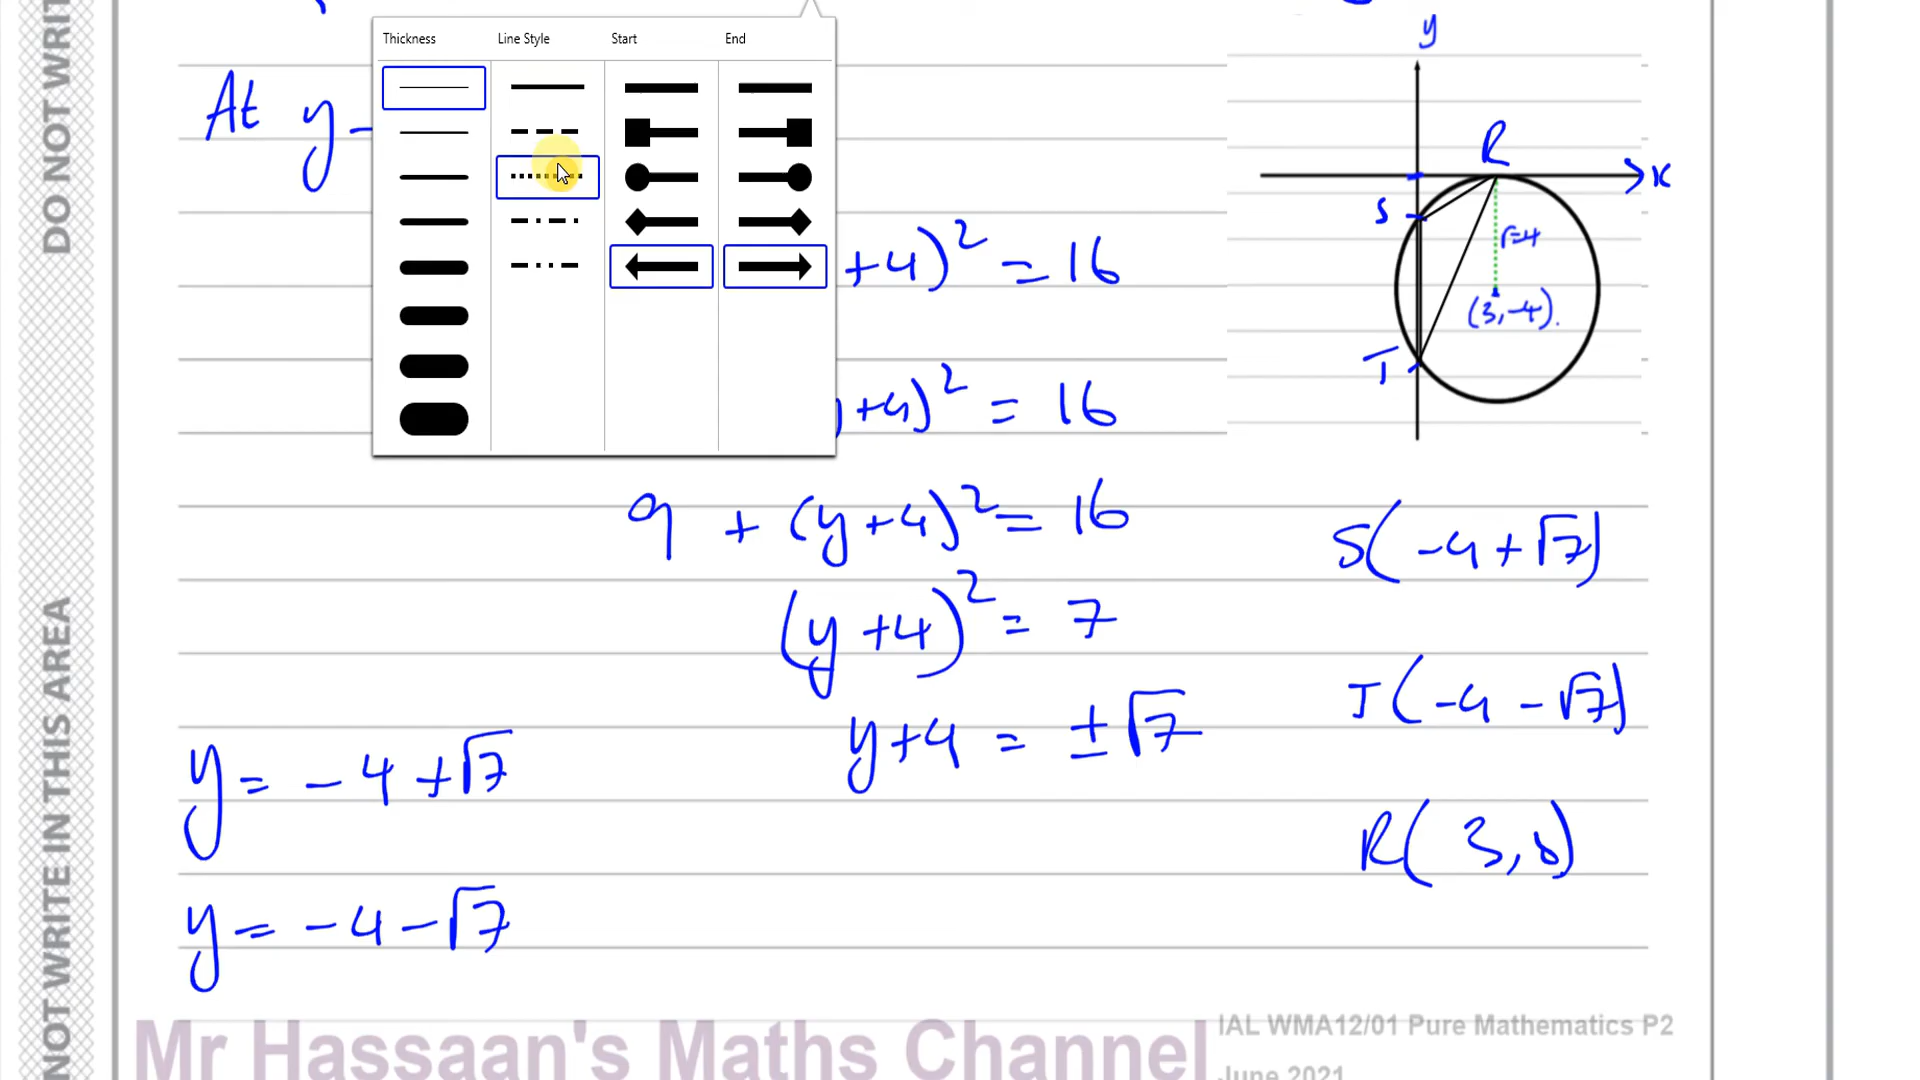 DO NOT WRIT
NOT WRITE IN THIS AREA
Thickness Line Style Start End
At y-
+4)² = 16
+4)² = 16
9 + (y+4)² = 16
(y+4)² = 7
y+4 = ±√7
y = -4+√7
y = -4-√7
y
R
x
S
r=4
(3,-4).
T
S(-4+√7)
T(-4-√7)
R(3,0)
Mr Hassaan's Maths Channel
IAL WMA12/01 Pure Mathematics P2
June 2021